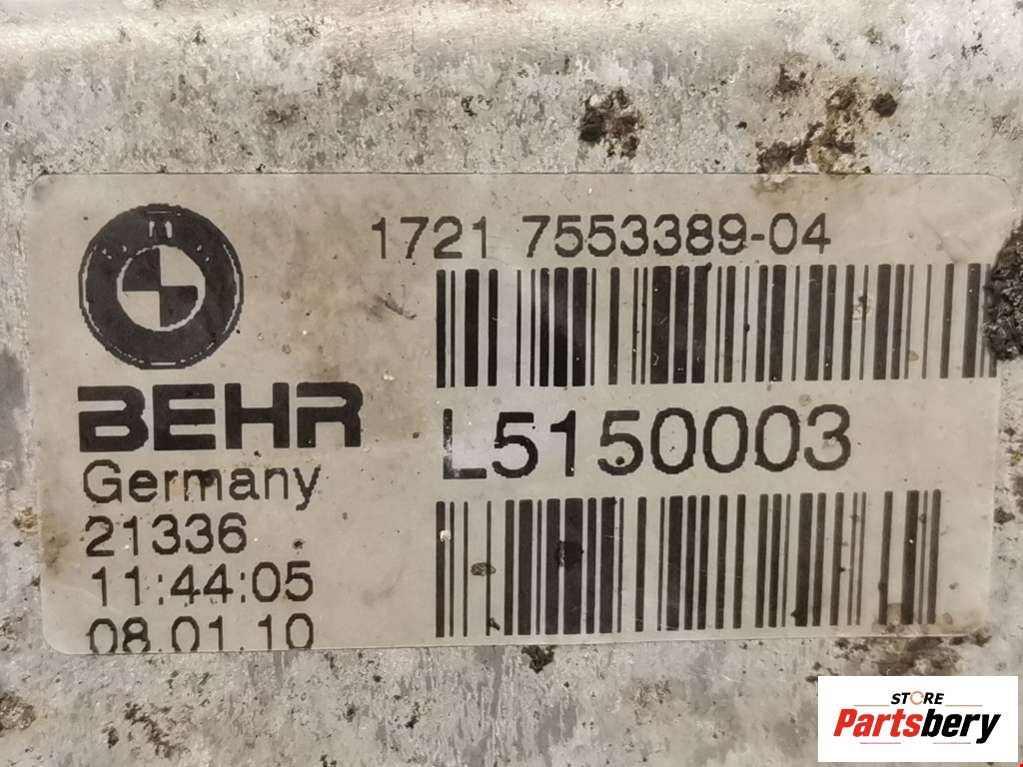 1721 7553389-04
BEHR
L5150003
Germany
21336
11:44:05
08.01.10
STORE
Partsbery